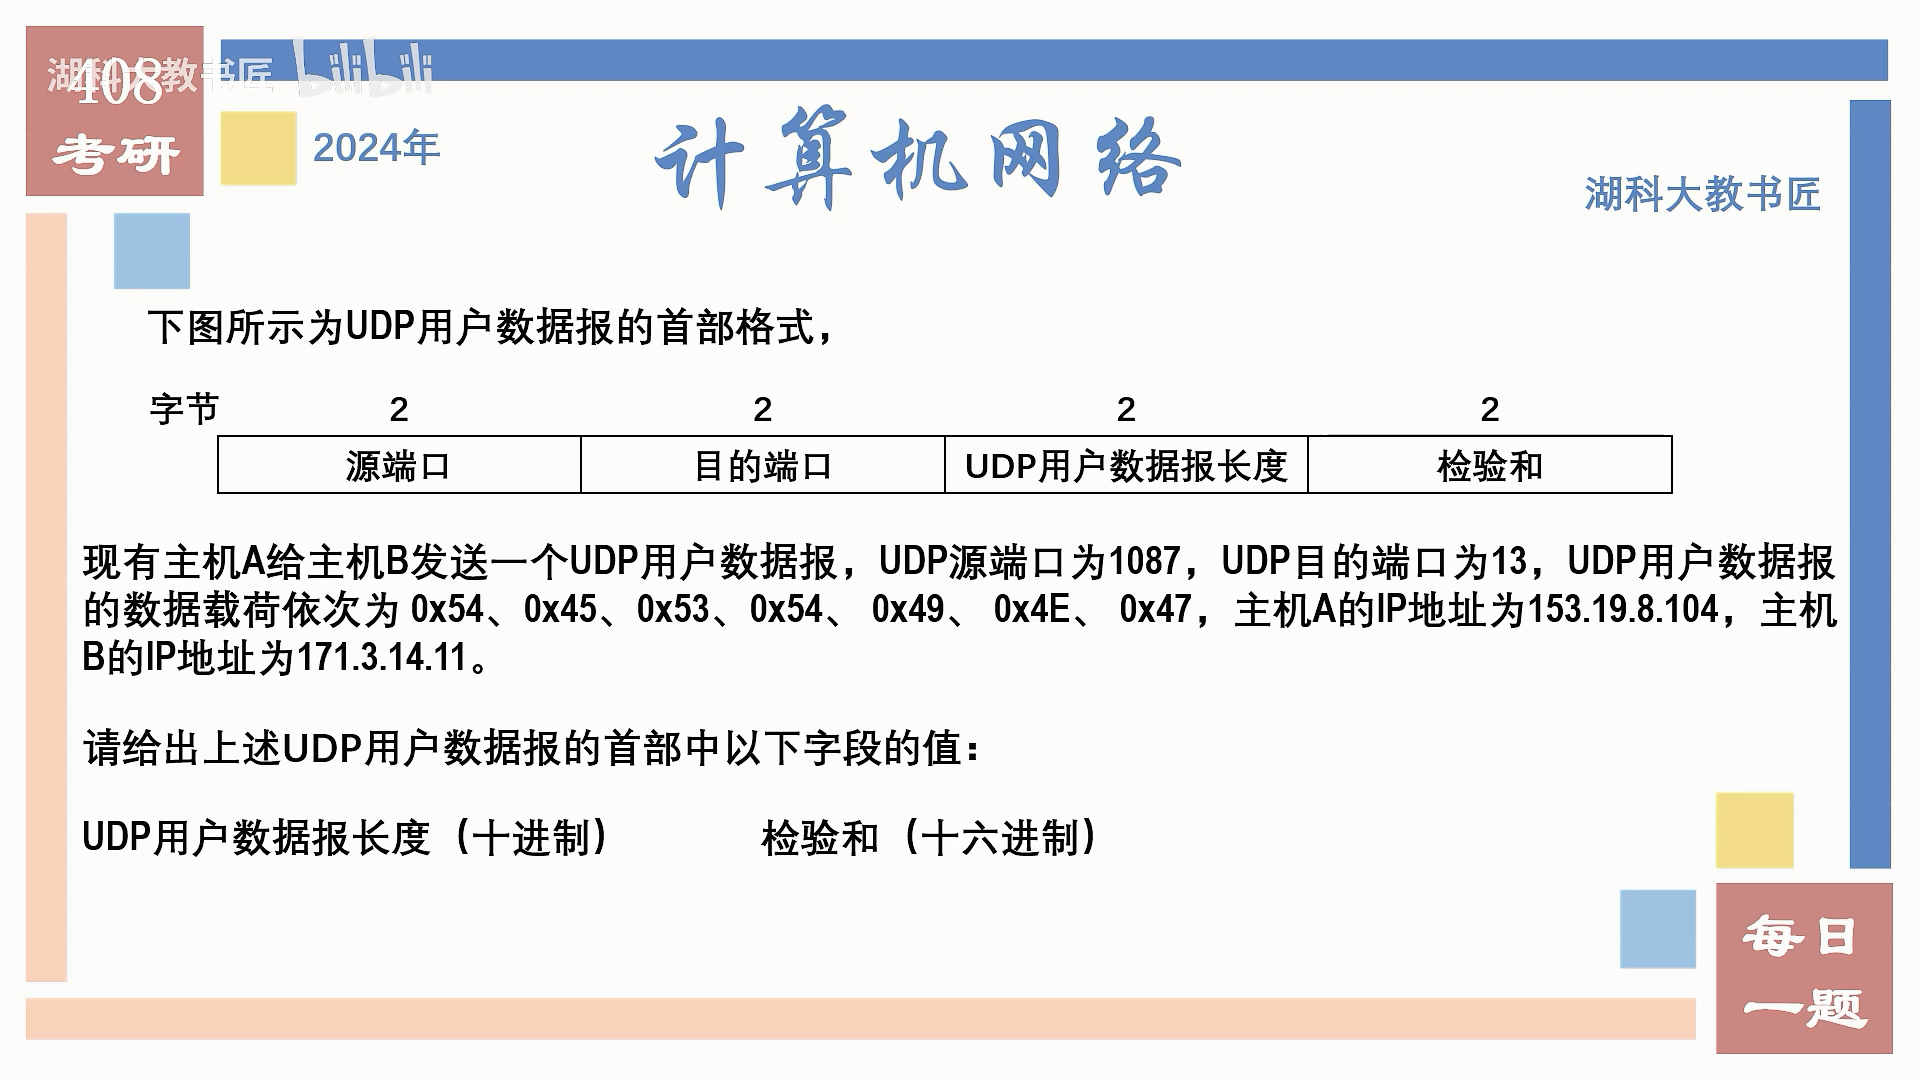 湖科大教书匠 bilibili
408
考研
2024年
计算机网络
湖科大教书匠
下图所示为UDP用户数据报的首部格式，
字节 2 2 2 2
源端口 目的端口 UDP用户数据报长度 检验和
现有主机A给主机B发送一个UDP用户数据报，UDP源端口为1087，UDP目的端口为13，UDP用户数据报
的数据载荷依次为 0x54、0x45、0x53、0x54、 0x49、 0x4E、 0x47，主机A的IP地址为153.19.8.104，主机
B的IP地址为171.3.14.11。
请给出上述UDP用户数据报的首部中以下字段的值：
UDP用户数据报长度（十进制） 检验和（十六进制）
每日
一题